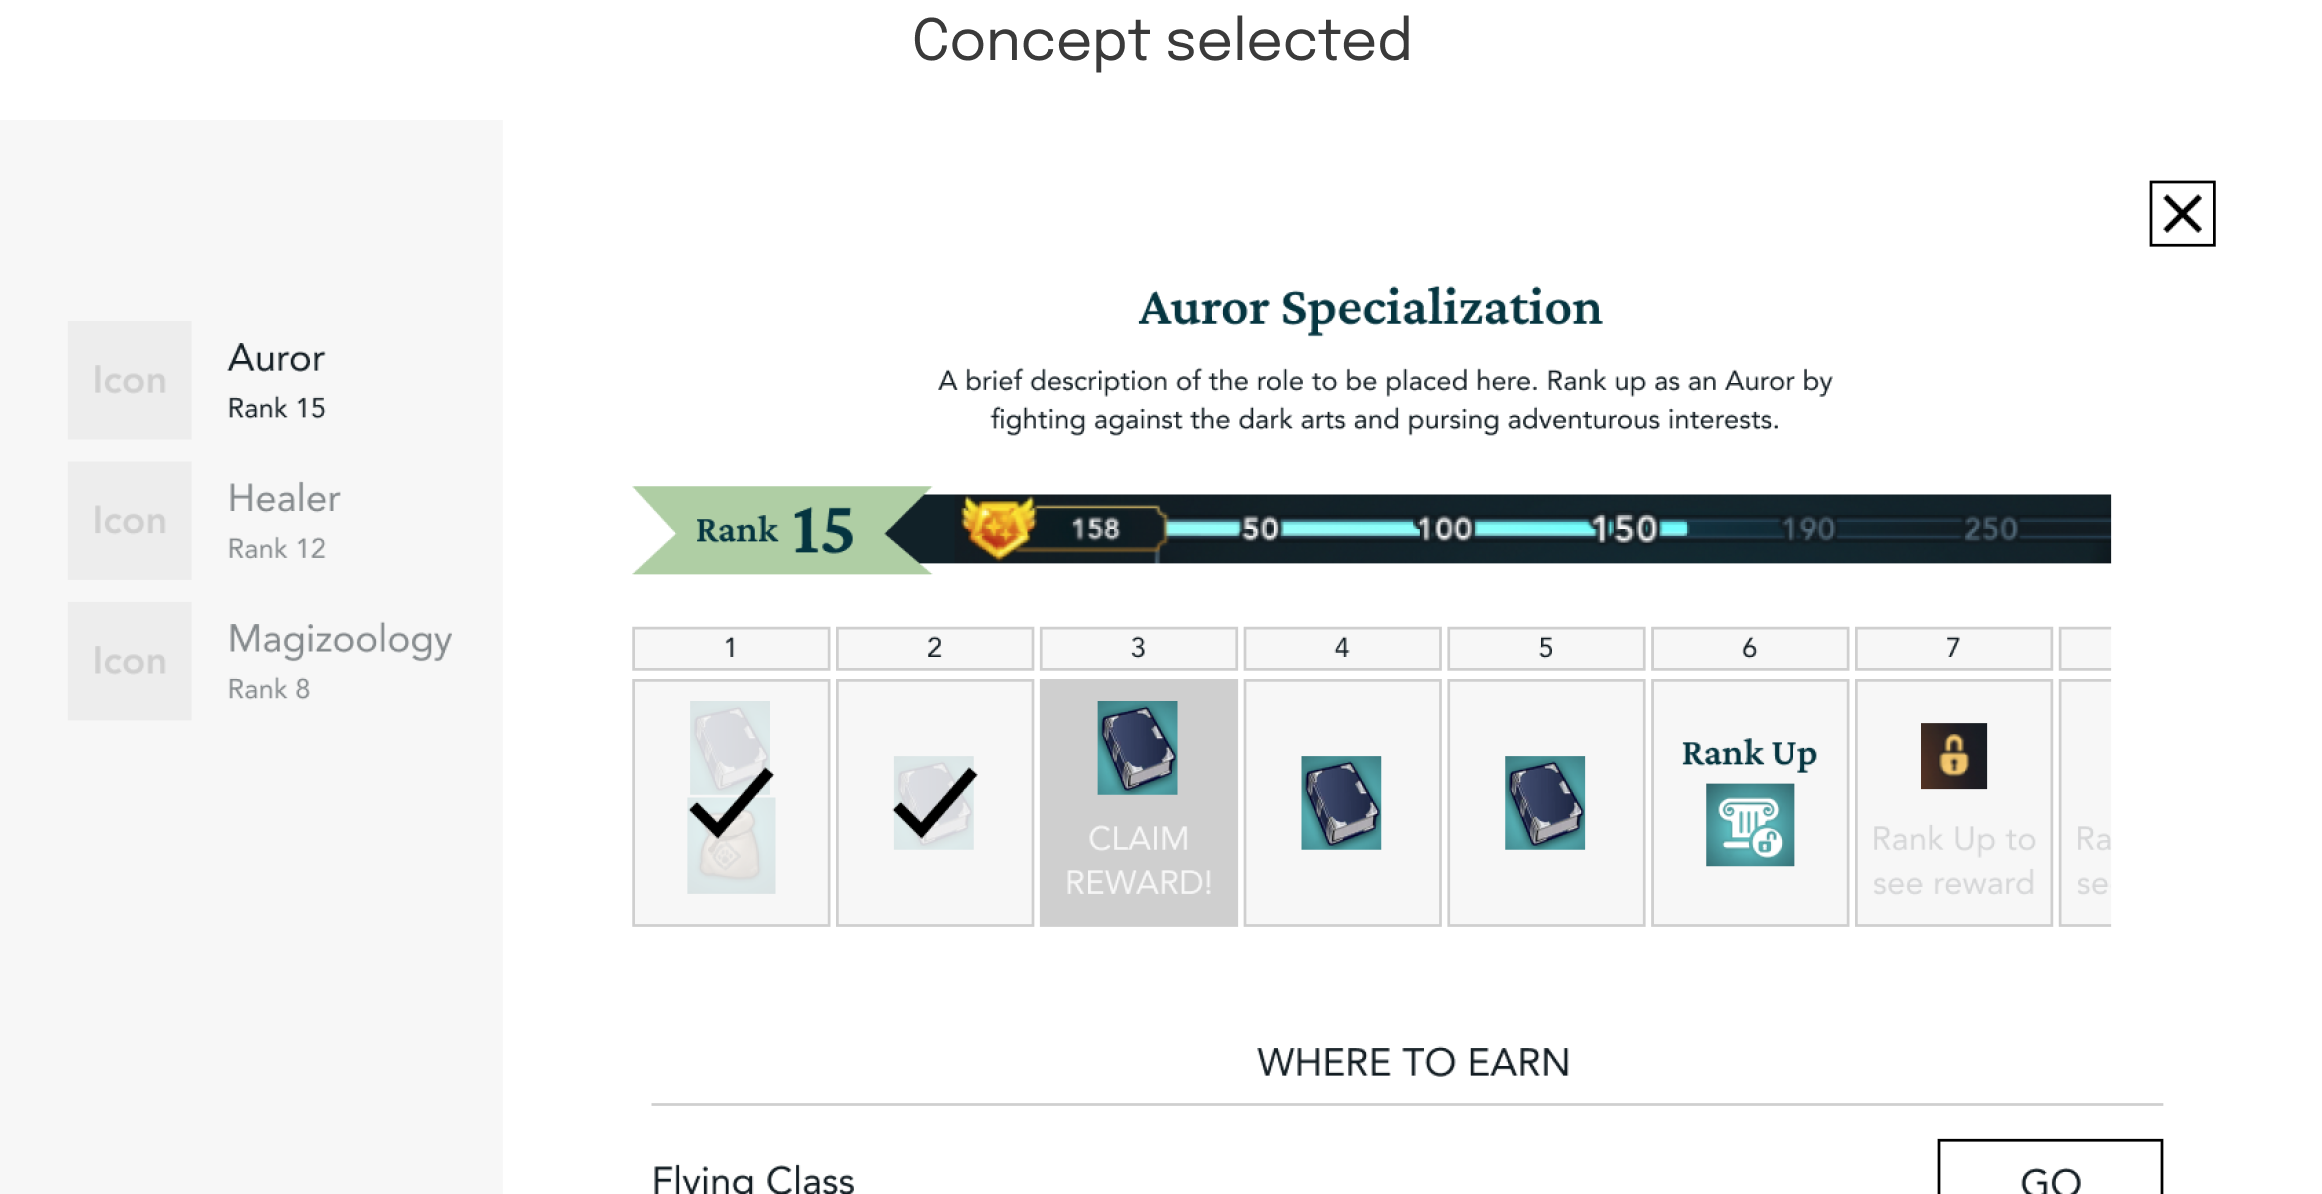 Concept selected
Icon
Auror
Rank 15
Icon
Healer
Rank 12
Icon
Magizoology
Rank 8
Auror Specialization
A brief description of the role to be placed here. Rank up as an Auror by
fighting against the dark arts and pursing adventurous interests.
Rank 15
158
50
100
150
190
250
1
2
3
4
5
6
7
CLAIM
REWARD!
Rank Up
Rank Up to
see reward
Ra
se
WHERE TO EARN
Flying Class
GO